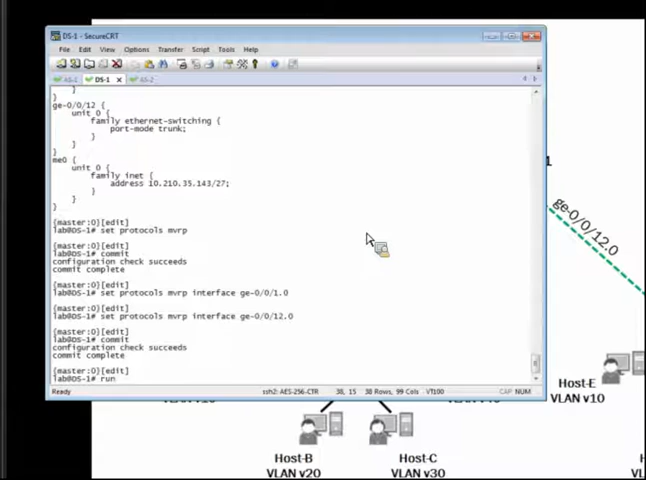 DS-1 - SecureCRT
File Edit View Options Transfer Script Tools Help
AS-1 DS-1 AS-2
}
}
ge-0/0/12 {
unit 0 {
family ethernet-switching {
port-mode trunk;
}
}
}
me0 {
unit 0 {
family inet {
address 10.210.35.143/27;
}
}
}
{master:0}[edit]
lab@DS-1# set protocols mvrp
{master:0}[edit]
lab@DS-1# commit
configuration check succeeds
commit complete
{master:0}[edit]
lab@DS-1# set protocols mvrp interface ge-0/0/1.0
{master:0}[edit]
lab@DS-1# set protocols mvrp interface ge-0/0/12.0
{master:0}[edit]
lab@DS-1# commit
configuration check succeeds
commit complete
{master:0}[edit]
lab@DS-1# run
Ready ssh2: AES-256-CTR 38, 15 38 Rows, 99 Cols VT100 CAP NUM
1
ge-0/0/12.0
Host-E
VLAN v10
Host-B
VLAN v20
Host-C
VLAN v30